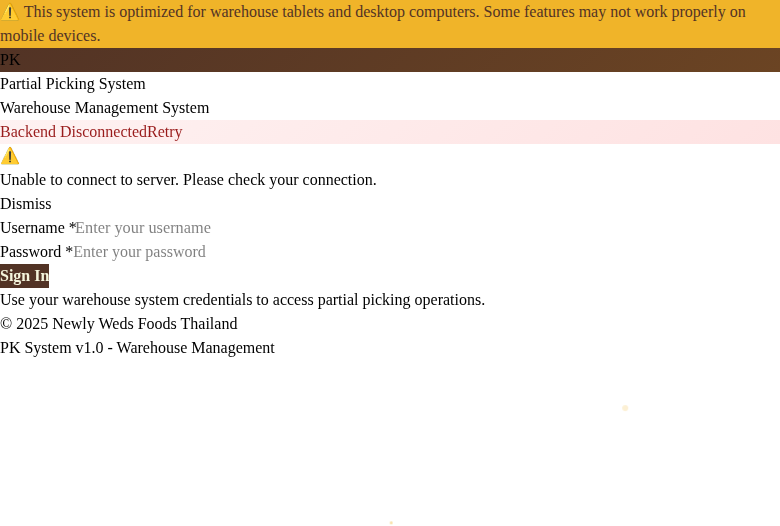 ⚠️ This system is optimized for warehouse tablets and desktop computers. Some features may not work properly on
mobile devices.
PK
Partial Picking System
Warehouse Management System
Backend DisconnectedRetry
⚠️
Unable to connect to server. Please check your connection.
Dismiss
Username *Enter your username
Password *Enter your password
Sign In
Use your warehouse system credentials to access partial picking operations.
© 2025 Newly Weds Foods Thailand
PK System v1.0 - Warehouse Management